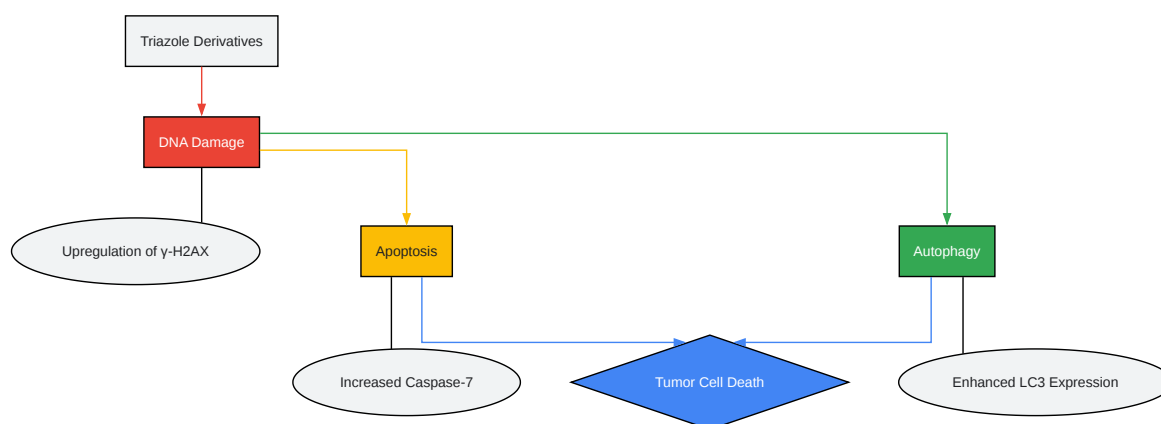 Triazole Derivatives
DNA Damage
Upregulation of γ-H2AX
Apoptosis
Autophagy
Increased Caspase-7
Tumor Cell Death
Enhanced LC3 Expression